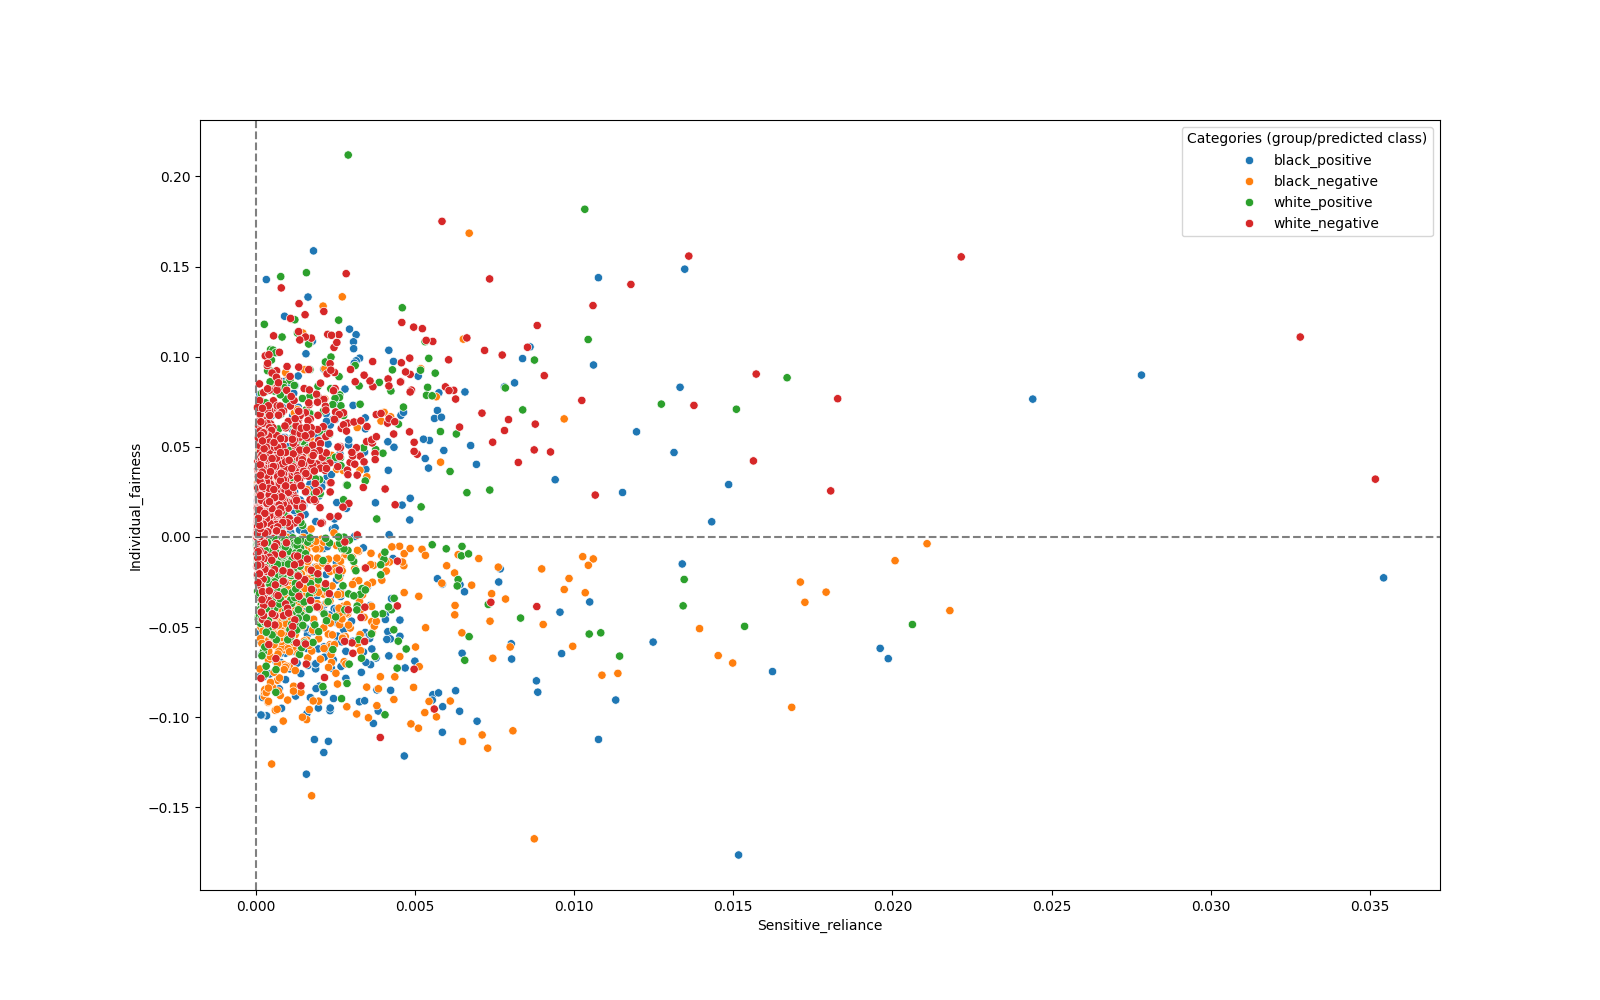 Categories (group/predicted class)
black_positive
black_negative
white_positive
white_negative
0.20
0.15
0.10
0.05
0.00
−0.05
−0.10
−0.15
Individual_fairness
0.000 0.005 0.010 0.015 0.020 0.025 0.030 0.035
Sensitive_reliance